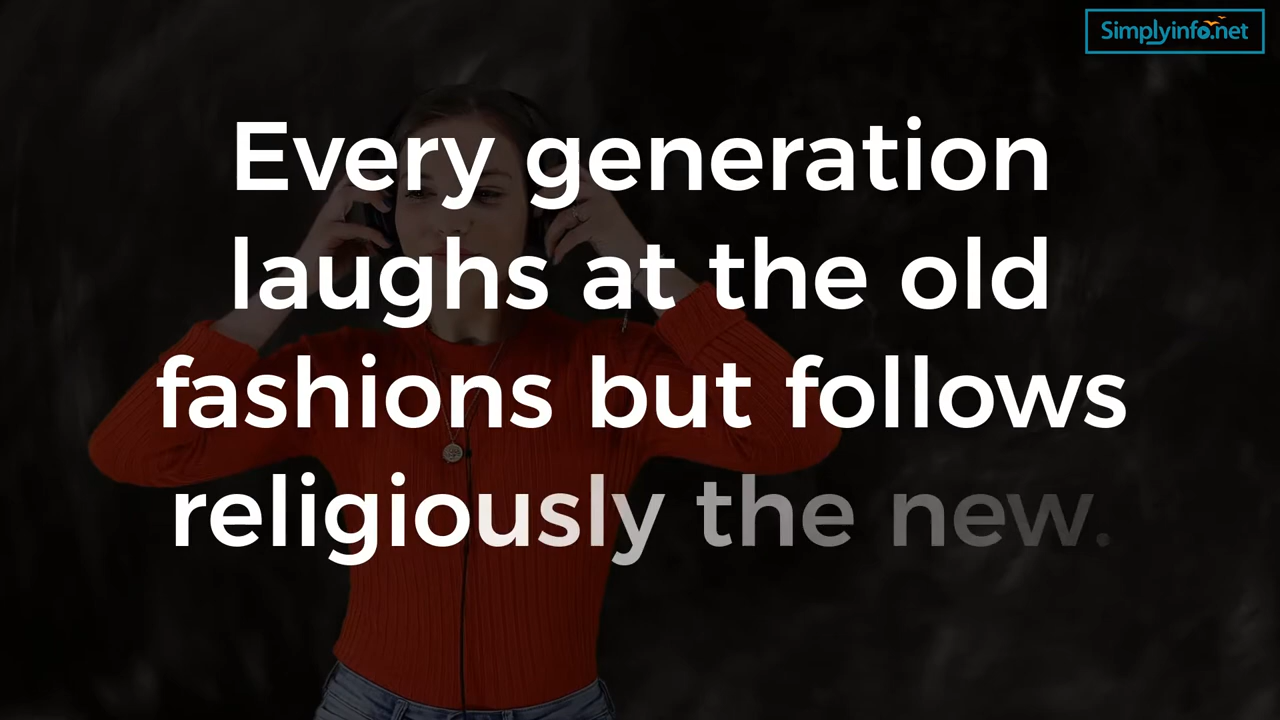 Simplyinfo.net
Every generation
laughs at the old
fashions but follows
religiously the new.